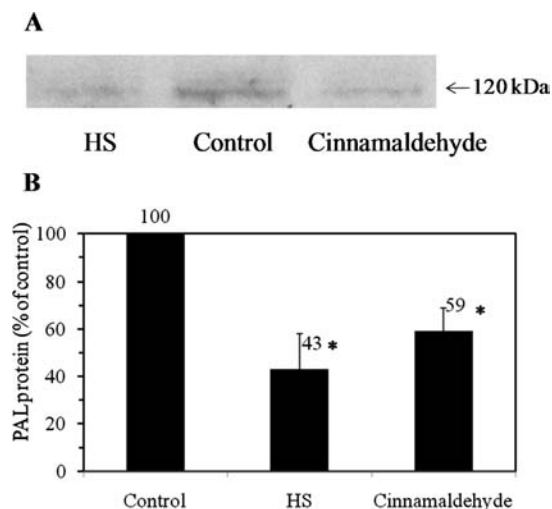 A
←120 kDa
HS Control Cinnamaldehyde
B
PAL protein (% of control)
100
100
80
60
40
20
0
43 *
59 *
Control HS Cinnamaldehyde